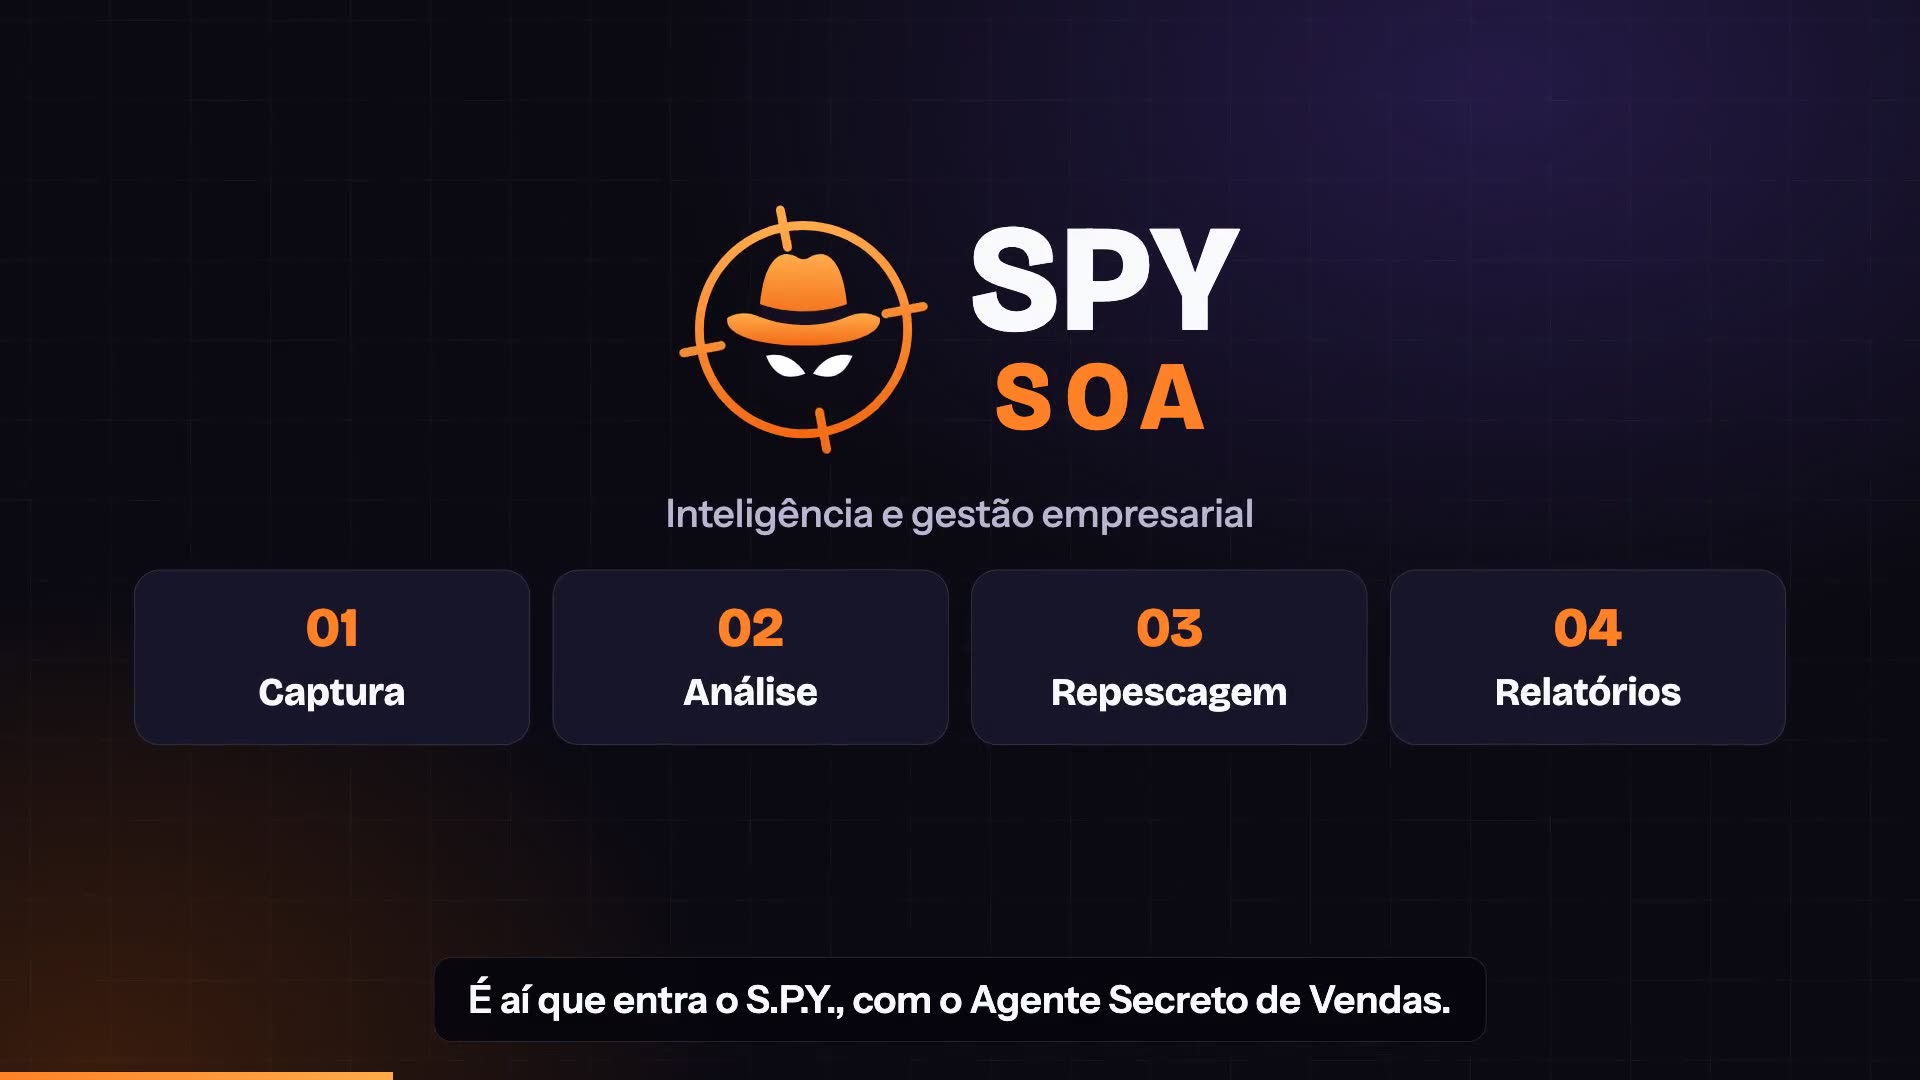 SPY
SOA
Inteligência e gestão empresarial
01
Captura
02
Análise
03
Repescagem
04
Relatórios
É aí que entra o S.P.Y., com o Agente Secreto de Vendas.